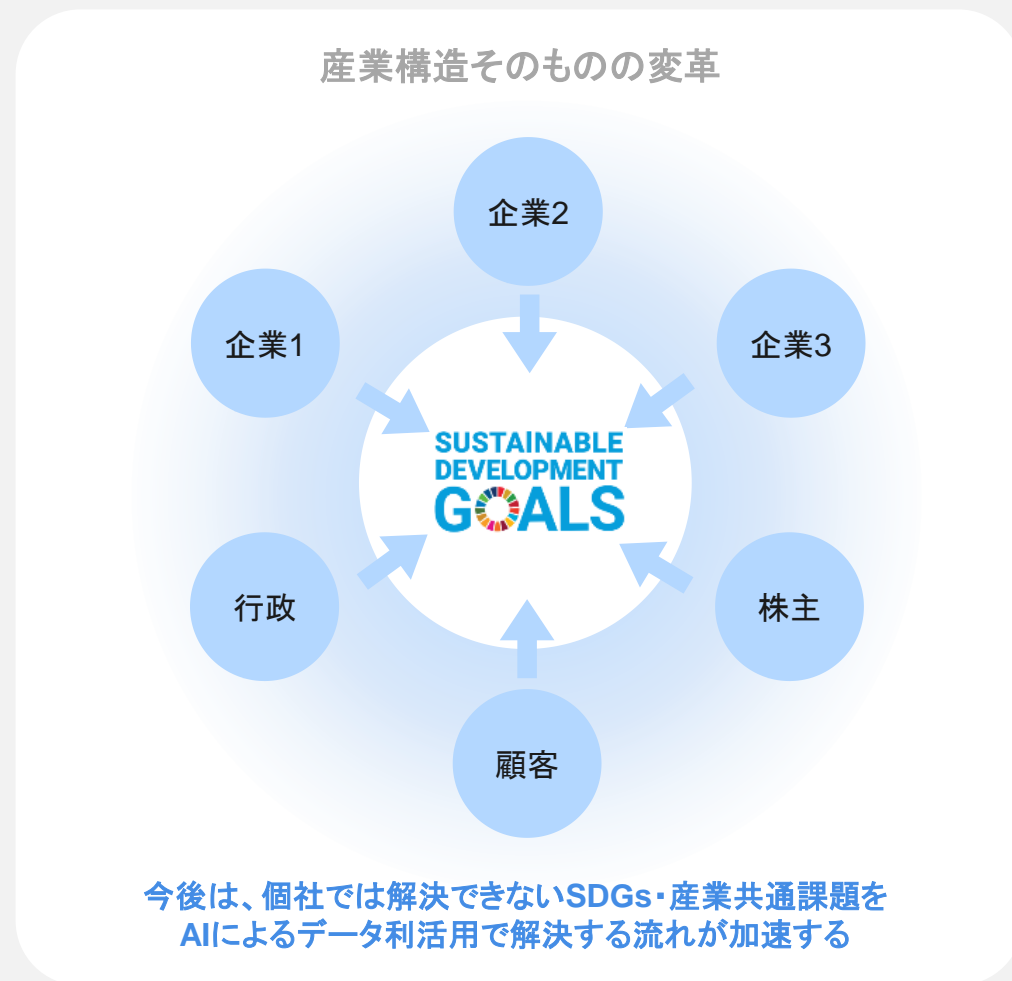 産業構造そのものの変革
企業2
企業1
企業3
SUSTAINABLE
DEVELOPMENT
GOALS
行政
株主
顧客
今後は、個社では解決できないSDGs・産業共通課題を
AIによるデータ利活用で解決する流れが加速する